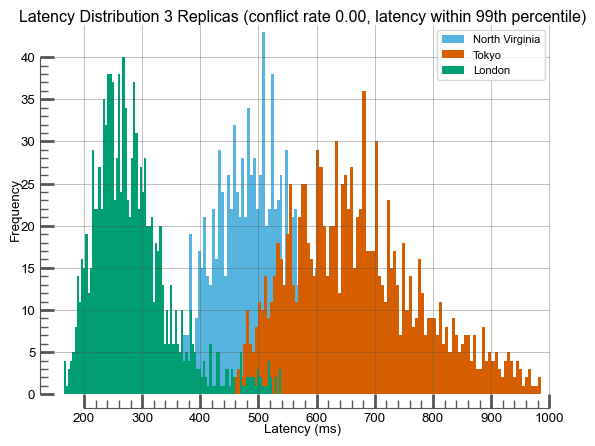 Latency Distribution 3 Replicas (conflict rate 0.00, latency within 99th percentile)
North Virginia
Tokyo
London
Frequency
40
35
30
25
20
15
10
5
0
200 300 400 500 600 700 800 900 1000
Latency (ms)